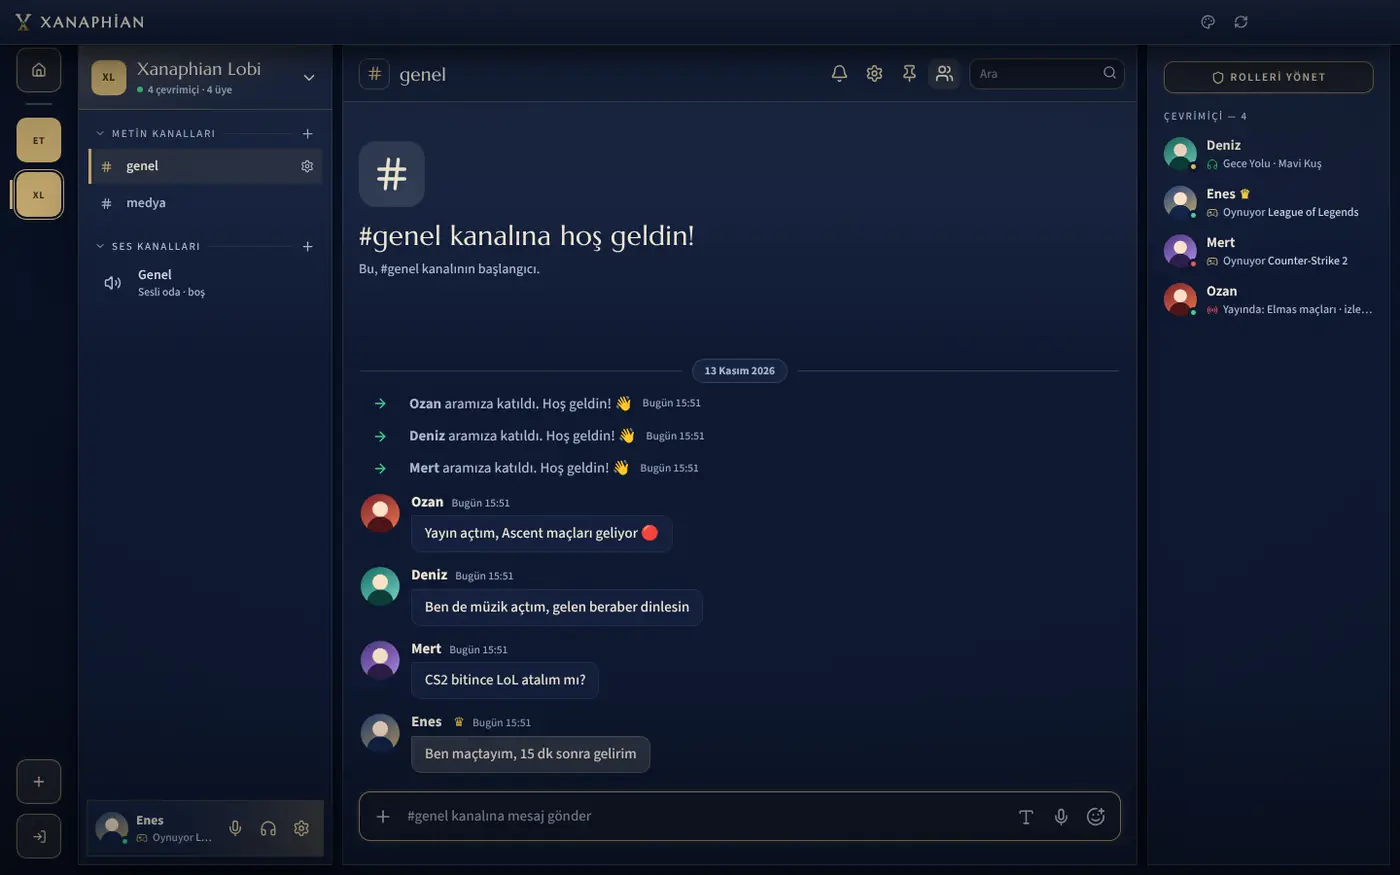 XANAPHİAN
ET
XL
XL
Xanaphian Lobi
4 çevrimiçi · 4 üye
METİN KANALLARI
# genel
# medya
SES KANALLARI
Genel
Sesli oda · boş
Enes
Oynuyor L...
# genel
Ara
#
#genel kanalına hoş geldin!
Bu, #genel kanalının başlangıcı.
13 Kasım 2026
Ozan aramıza katıldı. Hoş geldin! 👋 Bugün 15:51
Deniz aramıza katıldı. Hoş geldin! 👋 Bugün 15:51
Mert aramıza katıldı. Hoş geldin! 👋 Bugün 15:51
Ozan Bugün 15:51
Yayın açtım, Ascent maçları geliyor 🔴
Deniz Bugün 15:51
Ben de müzik açtım, gelen beraber dinlesin
Mert Bugün 15:51
CS2 bitince LoL atalım mı?
Enes Bugün 15:51
Ben maçtayım, 15 dk sonra gelirim
#genel kanalına mesaj gönder
ROLLERİ YÖNET
ÇEVRİMİÇİ — 4
Deniz
Gece Yolu · Mavi Kuş
Enes
Oynuyor League of Legends
Mert
Oynuyor Counter-Strike 2
Ozan
Yayında: Elmas maçları · izle...